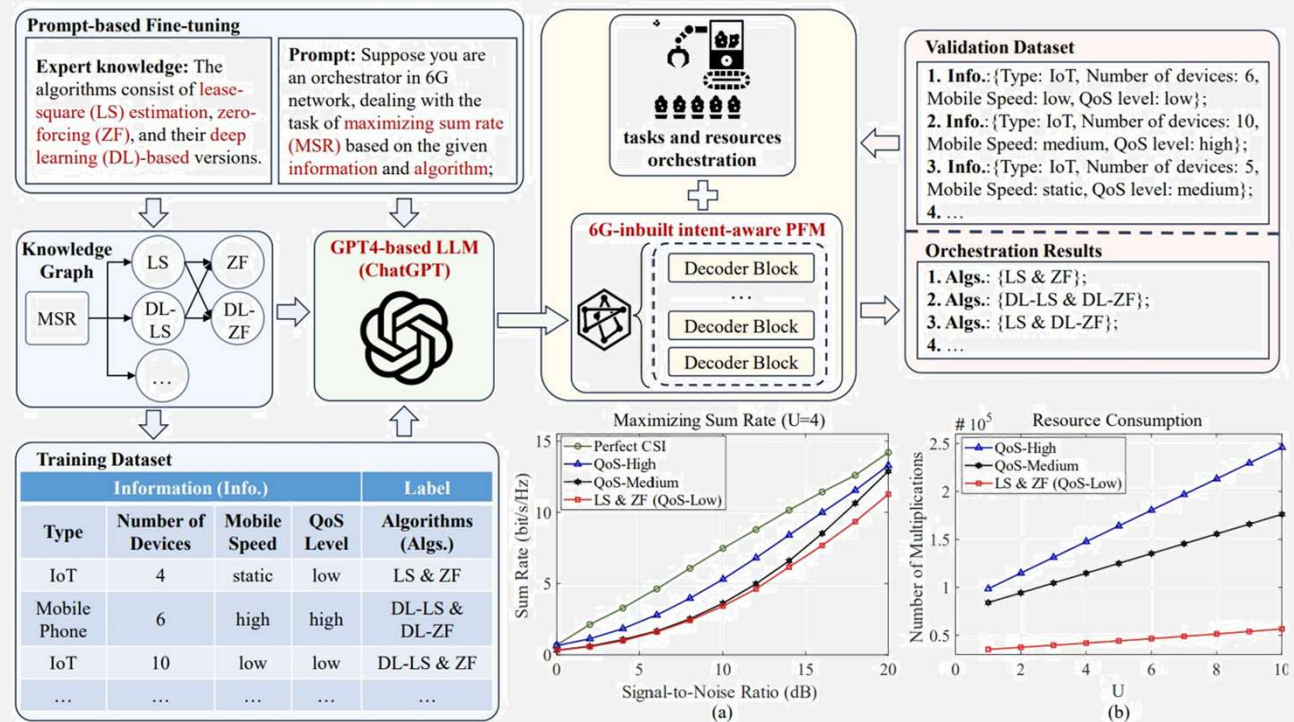 Prompt-based Fine-tuning
Expert knowledge: The
algorithms consist of lease-
square (LS) estimation, zero-
forcing (ZF), and their deep
learning (DL)-based versions.
Prompt: Suppose you are
an orchestrator in 6G
network, dealing with the
task of maximizing sum rate
(MSR) based on the given
information and algorithm;
Knowledge
Graph
MSR
LS
DL-
LS
...
ZF
DL-
ZF
GPT4-based LLM
(ChatGPT)
Training Dataset
Information (Info.) Label
Type Number of Devices Mobile Speed QoS Level Algorithms (Algs.)
IoT 4 static low LS & ZF
Mobile Phone 6 high high DL-LS & DL-ZF
IoT 10 low low DL-LS & ZF
... ... ... ... ...
tasks and resources
orchestration
6G-inbuilt intent-aware PFM
Decoder Block
...
Decoder Block
Decoder Block
Validation Dataset
1. Info.:{Type: IoT, Number of devices: 6,
Mobile Speed: low, QoS level: low};
2. Info.:{Type: IoT, Number of devices: 10,
Mobile Speed: medium, QoS level: high};
3. Info.:{Type: IoT, Number of devices: 5,
Mobile Speed: static, QoS level: medium};
4. ...
Orchestration Results
1. Algs.: {LS & ZF};
2. Algs.: {DL-LS & DL-ZF};
3. Algs.: {LS & DL-ZF};
4. ...
Maximizing Sum Rate (U=4)
Perfect CSI
QoS-High
QoS-Medium
LS & ZF (QoS-Low)
Sum Rate (bit/s/Hz)
15
10
5
0
0 5 10 15 20
Signal-to-Noise Ratio (dB)
(a)
# 10^5
Resource Consumption
QoS-High
QoS-Medium
LS & ZF (QoS-Low)
Number of Multiplications
2.5
2
1.5
1
0.5
0 2 4 6 8 10
U
(b)